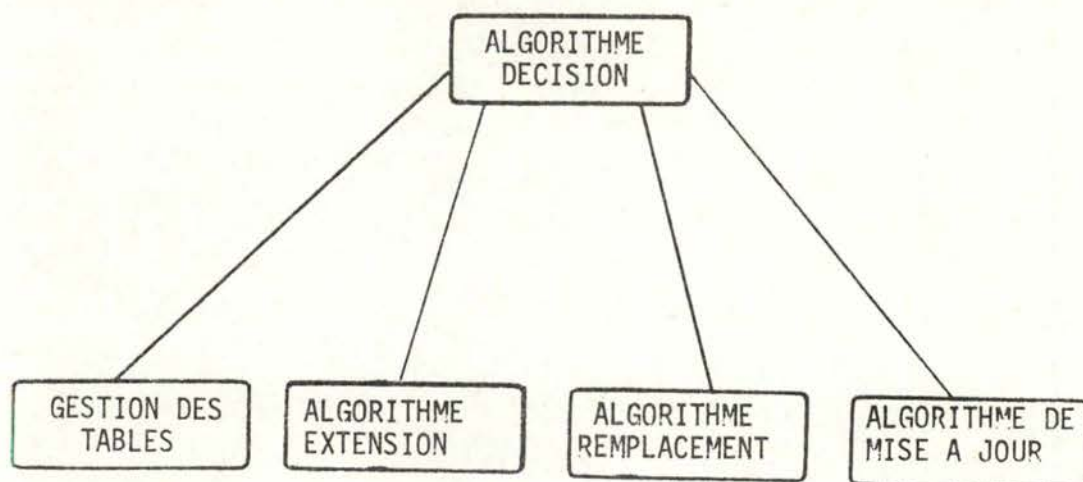 ALGORITHME
DECISION
GESTION DES
TABLES
ALGORITHME
EXTENSION
ALGORITHME
REMPLACEMENT
ALGORITHME DE
MISE A JOUR